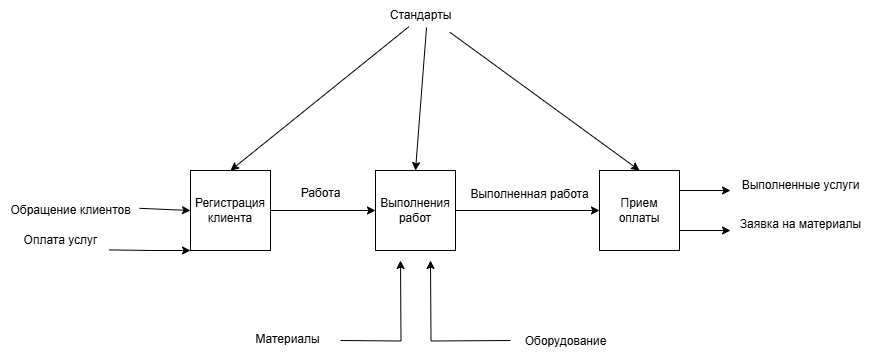 Стандарты
Регистрация
клиента
Работа
Выполнения
работ
Выполненная работа
Прием
оплаты
Выполненные услуги
Заявка на материалы
Обращение клиентов
Оплата услуг
Материалы
Оборудование